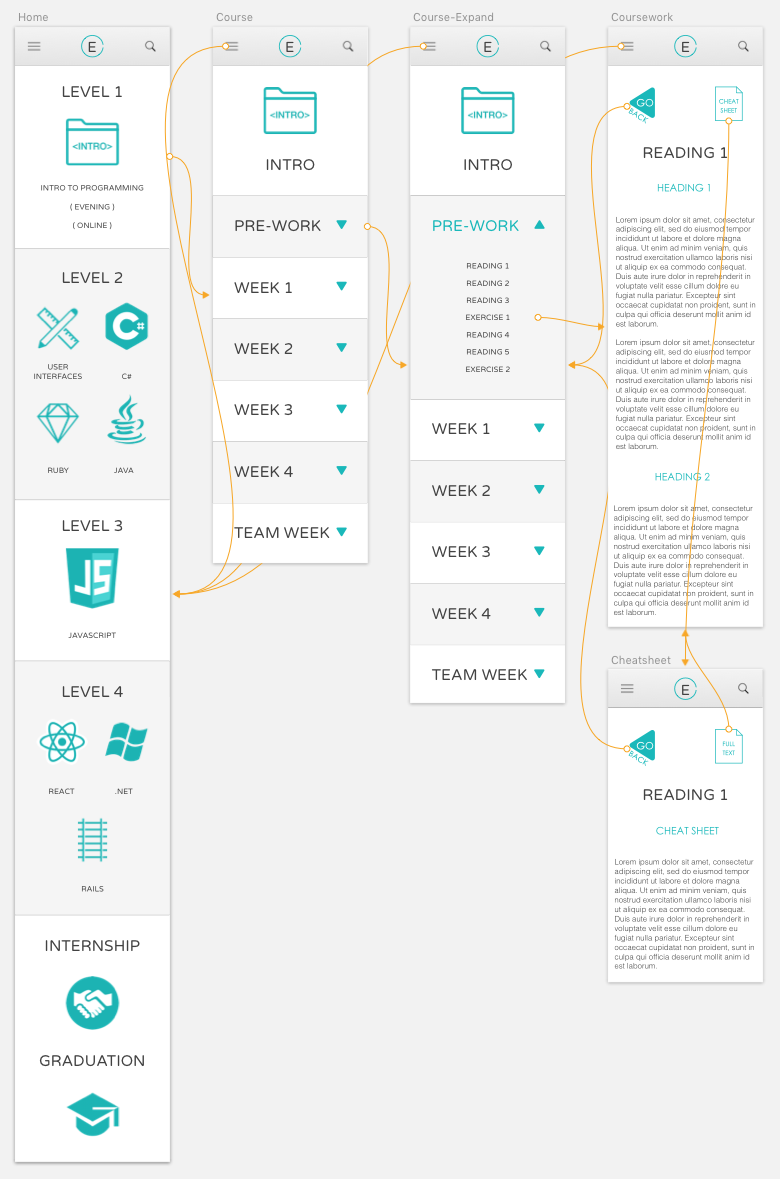 Home
E
LEVEL 1
<INTRO>
INTRO TO PROGRAMMING
( EVENING )
( ONLINE )
LEVEL 2
USER
INTERFACES
C#
C#
RUBY
JAVA
LEVEL 3
JS
JAVASCRIPT
LEVEL 4
REACT
.NET
RAILS
INTERNSHIP
GRADUATION
Course
E
<INTRO>
INTRO
PRE-WORK
WEEK 1
WEEK 2
WEEK 3
WEEK 4
TEAM WEEK
Course-Expand
E
<INTRO>
INTRO
PRE-WORK
READING 1
READING 2
READING 3
EXERCISE 1
READING 4
READING 5
EXERCISE 2
WEEK 1
WEEK 2
WEEK 3
WEEK 4
TEAM WEEK
Coursework
E
GO
BACK
CHEAT
SHEET
READING 1
HEADING 1
Lorem ipsum dolor sit amet, consectetur
adipiscing elit, sed do eiusmod tempor
incididunt ut labore et dolore magna
aliqua. Ut enim ad minim veniam, quis
nostrud exercitation ullamco laboris nisi
ut aliquip ex ea commodo consequat.
Duis aute irure dolor in reprehenderit in
voluptate velit esse cillum dolore eu
fugiat nulla pariatur. Excepteur sint
occaecat cupidatat non proident, sunt in
culpa qui officia deserunt mollit anim id
est laborum.
Lorem ipsum dolor sit amet, consectetur
adipiscing elit, sed do eiusmod tempor
incididunt ut labore et dolore magna
aliqua. Ut enim ad minim veniam, quis
nostrud exercitation ullamco laboris nisi
ut aliquip ex ea commodo consequat.
Duis aute irure dolor in reprehenderit in
voluptate velit esse cillum dolore eu
fugiat nulla pariatur. Excepteur sint
occaecat cupidatat non proident, sunt in
culpa qui officia deserunt mollit anim id
est laborum.
HEADING 2
Lorem ipsum dolor sit amet, consectetur
adipiscing elit, sed do eiusmod tempor
incididunt ut labore et dolore magna
aliqua. Ut enim ad minim veniam, quis
nostrud exercitation ullamco laboris nisi
ut aliquip ex ea commodo consequat.
Duis aute irure dolor in reprehenderit in
voluptate velit esse cillum dolore eu
fugiat nulla pariatur. Excepteur sint
occaecat cupidatat non proident, sunt in
culpa qui officia deserunt mollit anim id
est laborum.
Cheatsheet
E
GO
BACK
FULL
TEXT
READING 1
CHEAT SHEET
Lorem ipsum dolor sit amet, consectetur
adipiscing elit, sed do eiusmod tempor
incididunt ut labore et dolore magna
aliqua. Ut enim ad minim veniam, quis
nostrud exercitation ullamco laboris nisi
ut aliquip ex ea commodo consequat.
Duis aute irure dolor in reprehenderit in
voluptate velit esse cillum dolore eu
fugiat nulla pariatur. Excepteur sint
occaecat cupidatat non proident, sunt in
culpa qui officia deserunt mollit anim id
est laborum.